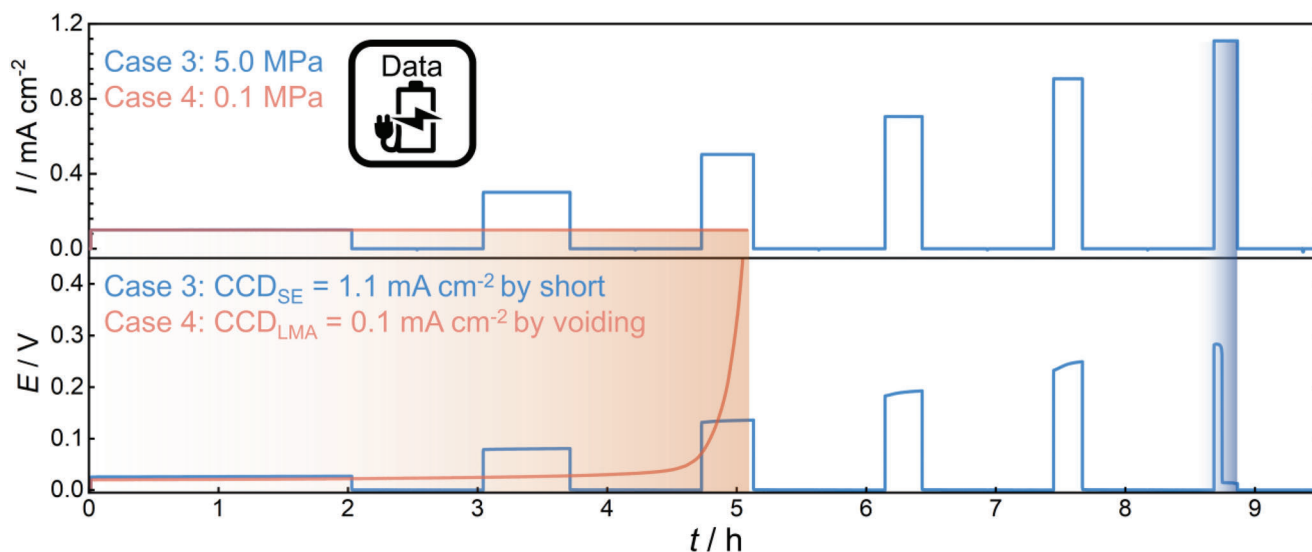 1.2
0.8
0.4
0.0
I / mA cm⁻²
Case 3: 5.0 MPa
Case 4: 0.1 MPa
Data
0.4
0.3
0.2
0.1
0.0
E / V
Case 3: CCD_SE = 1.1 mA cm⁻² by short
Case 4: CCD_LMA = 0.1 mA cm⁻² by voiding
0 1 2 3 4 5 6 7 8 9
t / h